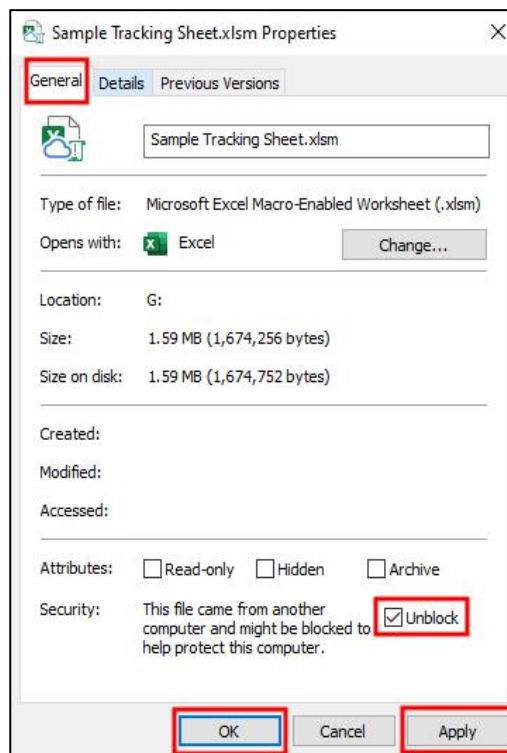 Sample Tracking Sheet.xlsm Properties
General Details Previous Versions
Sample Tracking Sheet.xlsm
Type of file: Microsoft Excel Macro-Enabled Worksheet (.xlsm)
Opens with: Excel Change...
Location: G:
Size: 1.59 MB (1,674,256 bytes)
Size on disk: 1.59 MB (1,674,752 bytes)
Created:
Modified:
Accessed:
Attributes: Read-only Hidden Archive
Security: This file came from another
computer and might be blocked to
help protect this computer.
Unblock
OK Cancel Apply